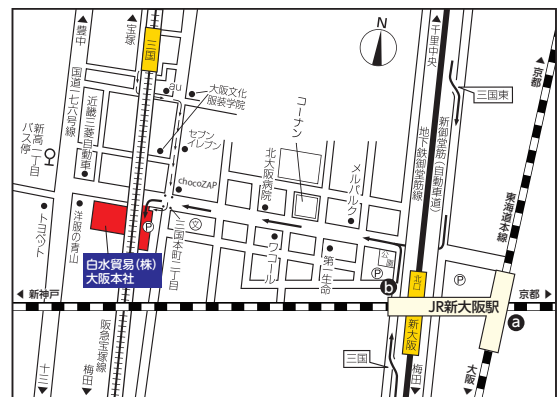 豊中
宝塚
三国
国道一七六号線
近畿三菱自動車
新高一丁目
バス停
au
大阪文化
服装学院
セブン
イレブン
chocoZAP
コーナン
北大阪病院
メルパルク
N
千里中央
三国東
京都
新御堂筋(自動車道)
地下鉄御堂筋線
東海道本線
トヨペット
洋服の青山
P
文
三国本町二丁目
ワコール
第一生命
公園
P
P
白水貿易(株)
大阪本社
新神戸
b
北口
新大阪
JR新大阪駅
京都
a
阪急宝塚線
三国
十三
梅田
梅田
大阪